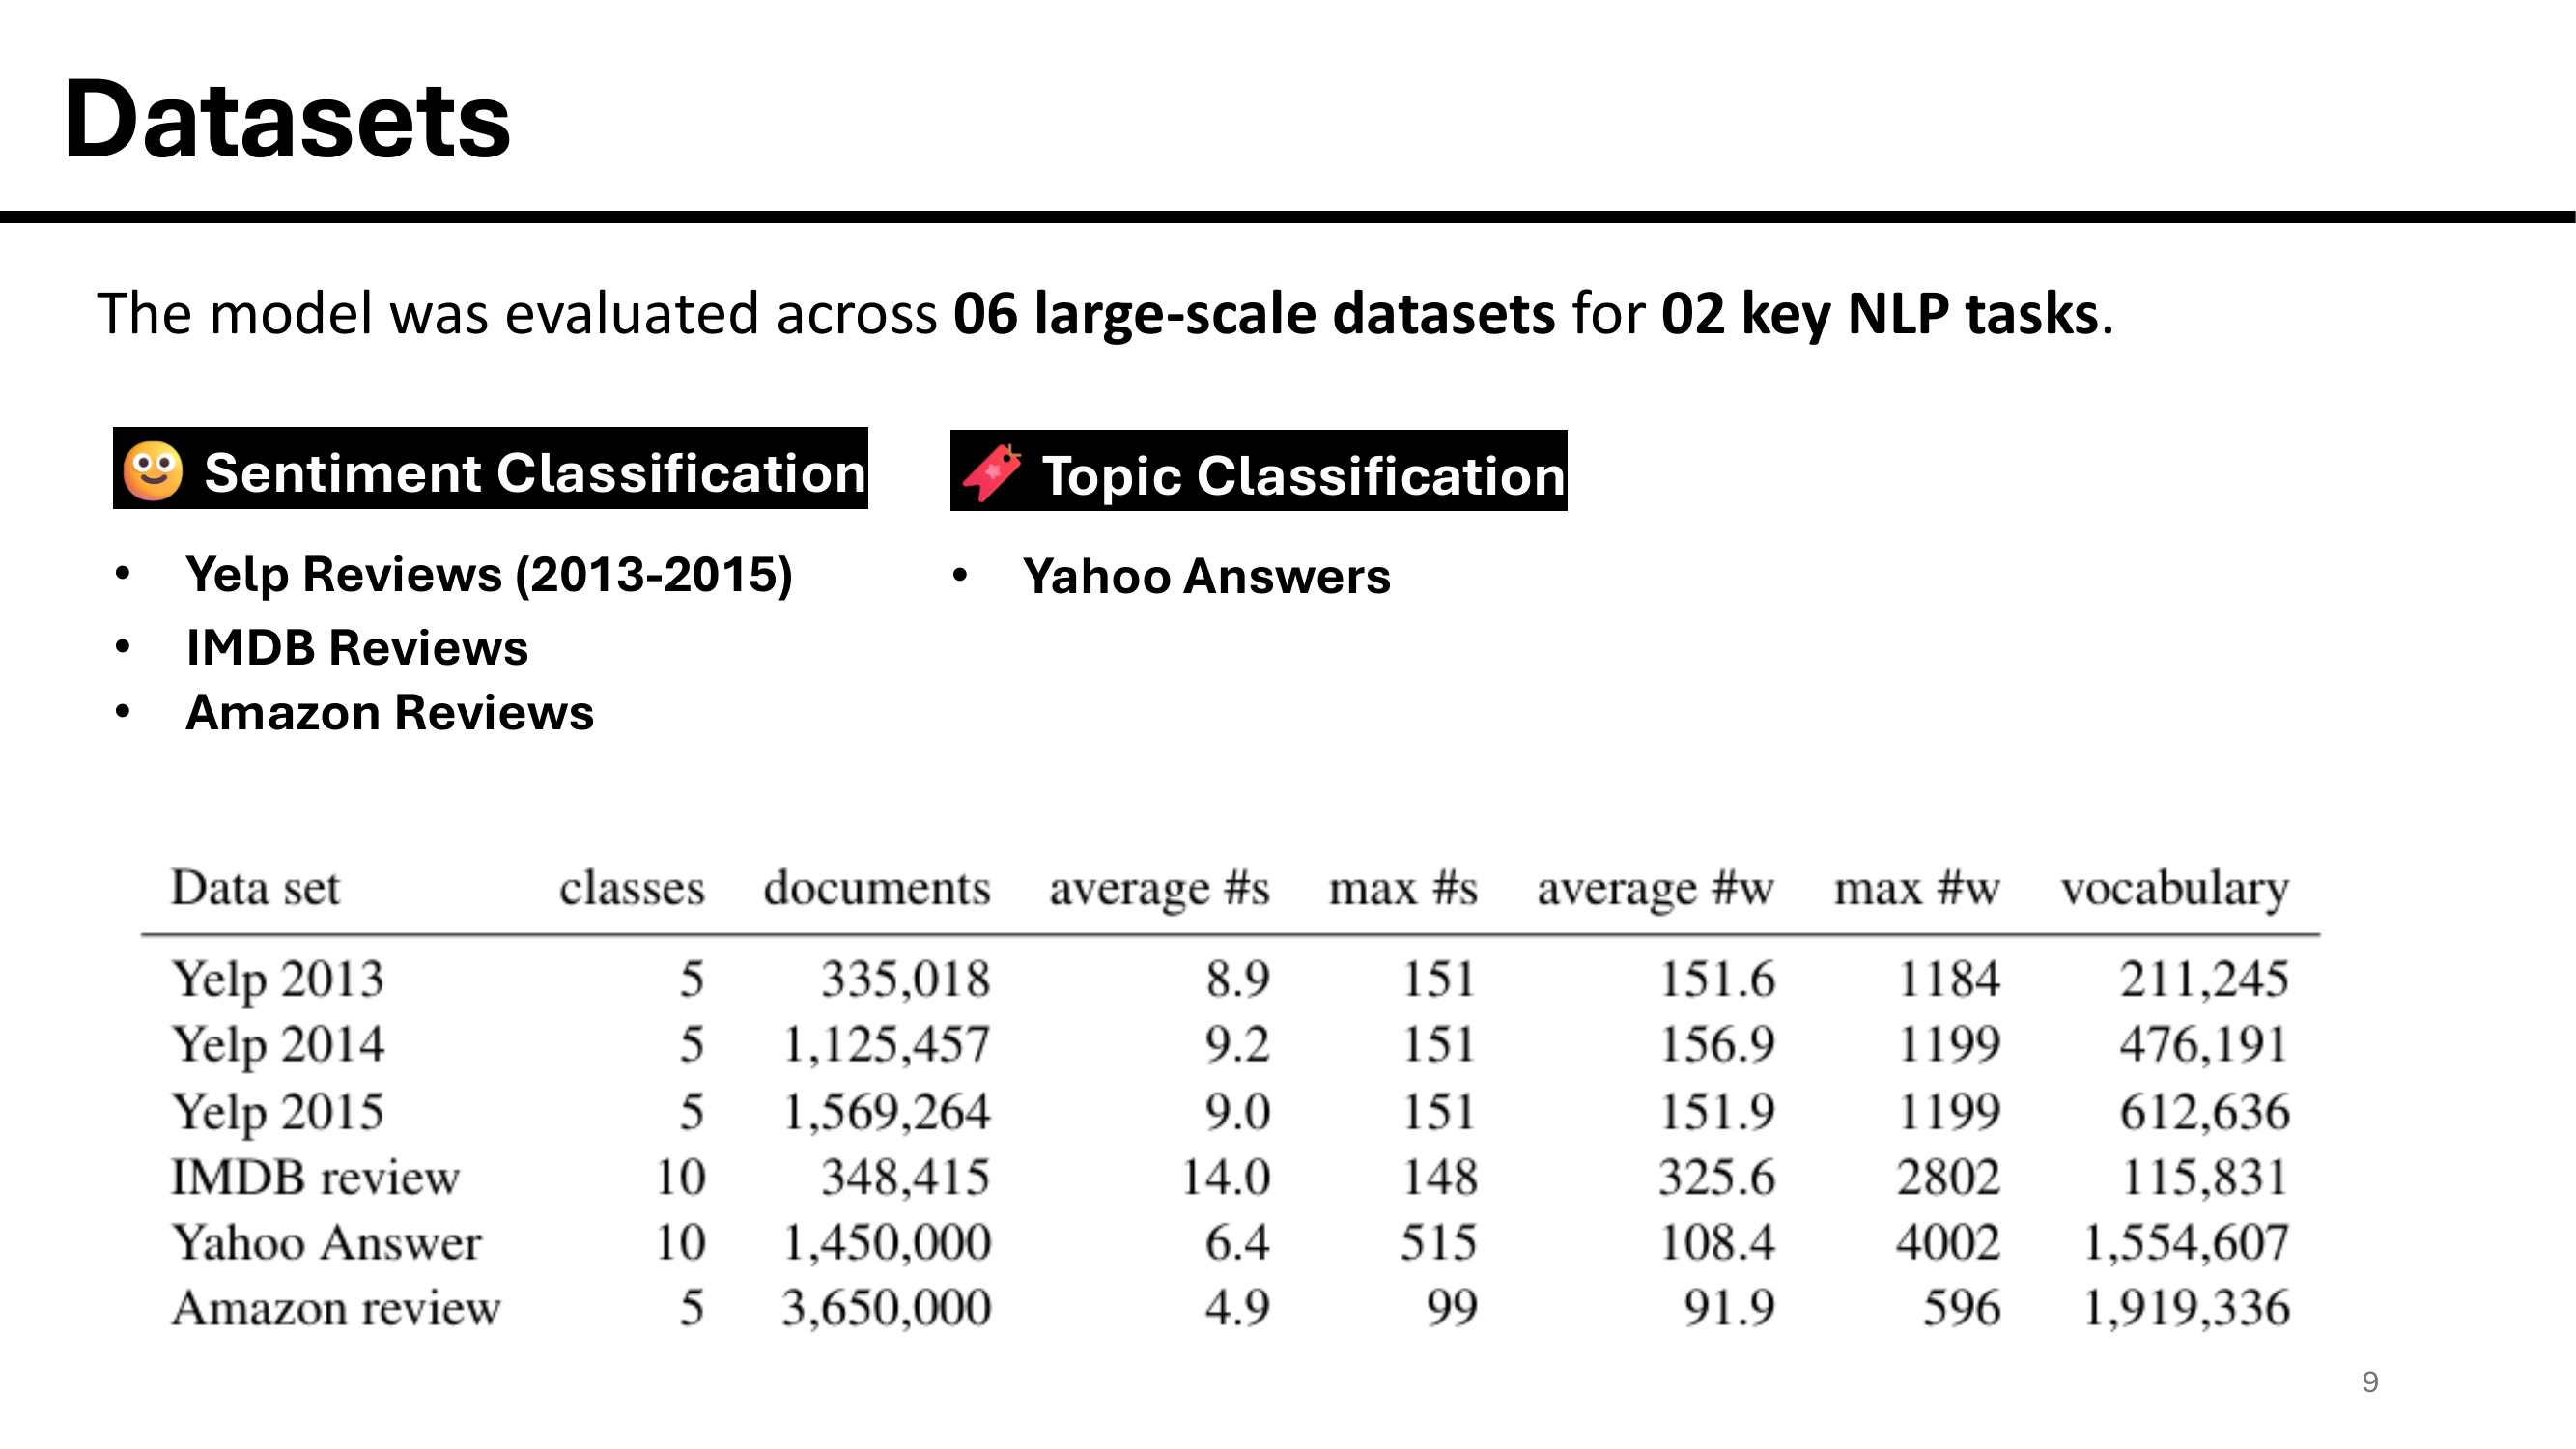 Datasets
The model was evaluated across 06 large-scale datasets for 02 key NLP tasks.
Sentiment Classification
• Yelp Reviews (2013-2015)
• IMDB Reviews
• Amazon Reviews
Topic Classification
• Yahoo Answers
Data set classes documents average #s max #s average #w max #w vocabulary
Yelp 2013 5 335,018 8.9 151 151.6 1184 211,245
Yelp 2014 5 1,125,457 9.2 151 156.9 1199 476,191
Yelp 2015 5 1,569,264 9.0 151 151.9 1199 612,636
IMDB review 10 348,415 14.0 148 325.6 2802 115,831
Yahoo Answer 10 1,450,000 6.4 515 108.4 4002 1,554,607
Amazon review 5 3,650,000 4.9 99 91.9 596 1,919,336
9